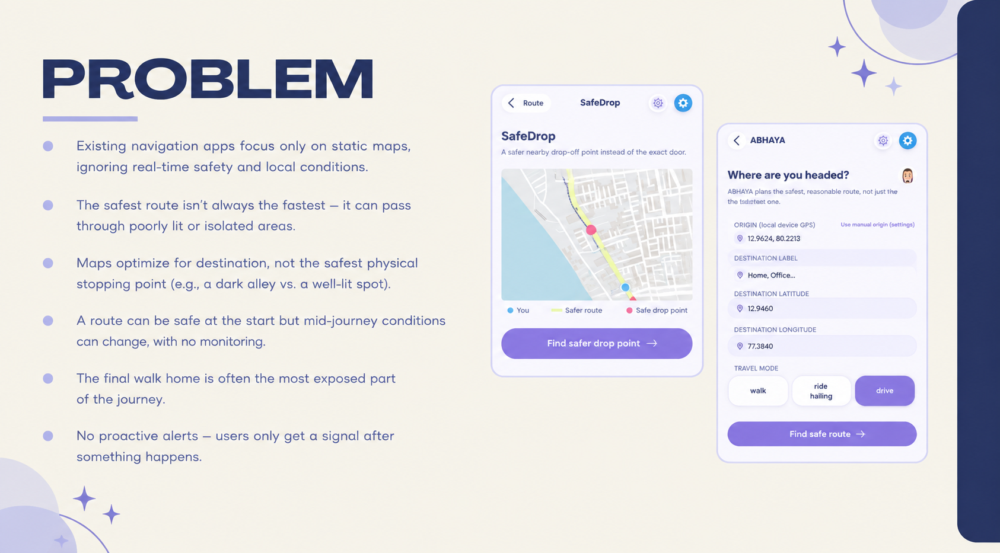 PROBLEM
Existing navigation apps focus only on static maps,
ignoring real-time safety and local conditions.
The safest route isn't always the fastest – it can pass
through poorly lit or isolated areas.
Maps optimize for destination, not the safest physical
stopping point (e.g., a dark alley vs. a well-lit spot).
A route can be safe at the start but mid-journey conditions
can change, with no monitoring.
The final walk home is often the most exposed part
of the journey.
No proactive alerts – users only get a signal after
something happens.
Route
SafeDrop
SafeDrop
A safer nearby drop-off point instead of the exact door.
You
Safer route
Safe drop point
Find safer drop point →
ABHAYA
Where are you headed?
ABHAYA plans the safest, reasonable route, not just the
the one.
ORIGIN (local device GPS)
Use manual origin (settings)
12.9624, 80.2213
DESTINATION LABEL
Home, Office...
DESTINATION LATITUDE
12.9460
DESTINATION LONGITUDE
77.3840
TRAVEL MODE
walk
ride
hailing
drive
Find safe route →